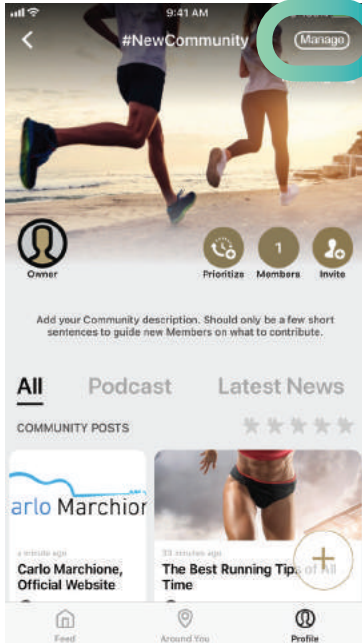 9:41 AM
#NewCommunity
Manage
Owner
Prioritize
1
Members
Invite
Add your Community description. Should only be a few short
sentences to guide new Members on what to contribute.
All
Podcast
Latest News
COMMUNITY POSTS
arlo Marchior
a minute ago
Carlo Marchione,
Official Website
33 minutes ago
The Best Running Tips of All
Time
Feed
Around You
Profile